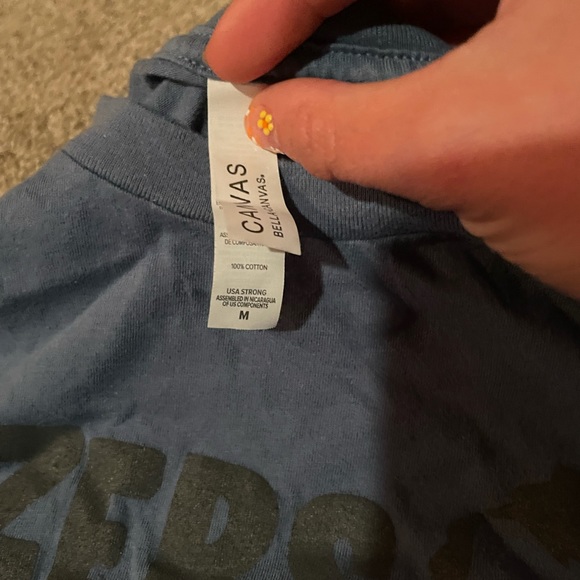 CANVAS
BELLA+CANVAS.
100% COTTON
USA STRONG
ASSEMBLED IN NICARAGUA
OF US COMPONENTS
M